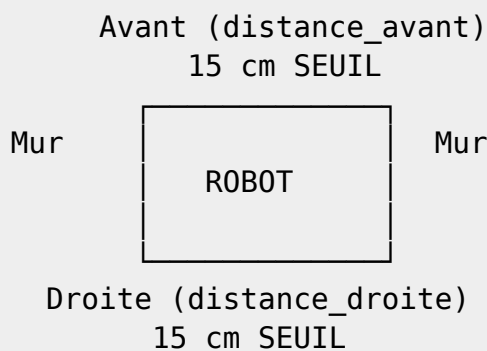 Avant (distance_avant)
15 cm SEUIL
Mur Mur
ROBOT
Droite (distance_droite)
15 cm SEUIL